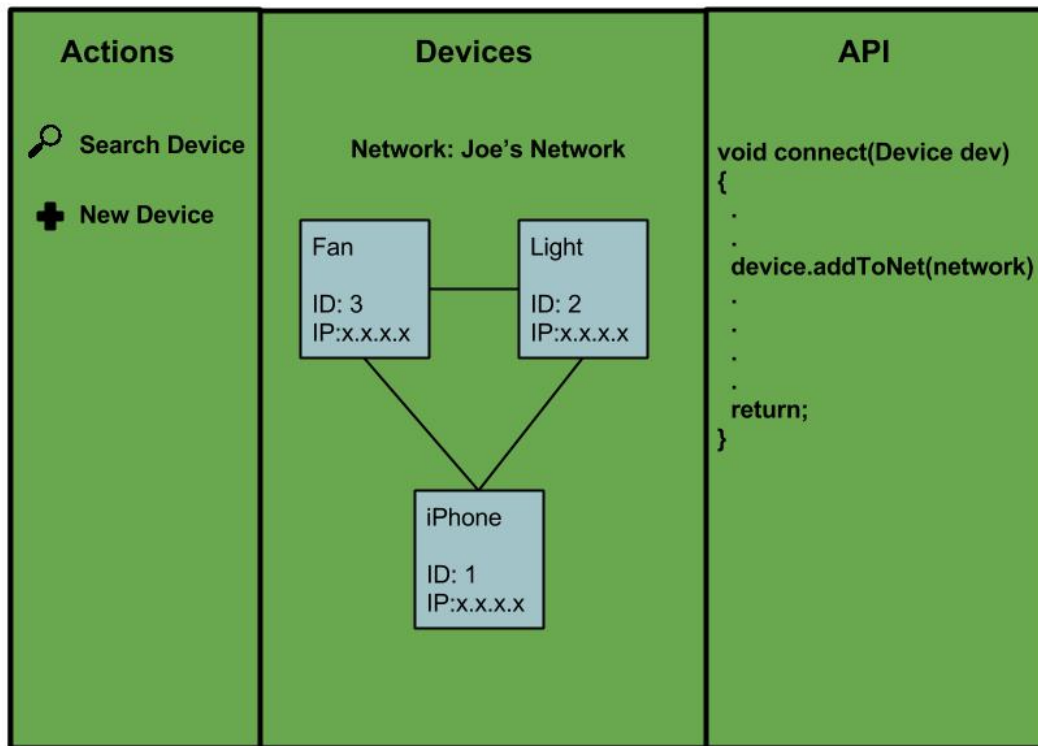 Actions
Search Device
New Device
Devices
Network: Joe's Network
Fan
ID: 3
IP:x.x.x.x
Light
ID: 2
IP:x.x.x.x
iPhone
ID: 1
IP:x.x.x.x
API
void connect(Device dev)
{
.
.
device.addToNet(network)
.
.
.
.
return;
}